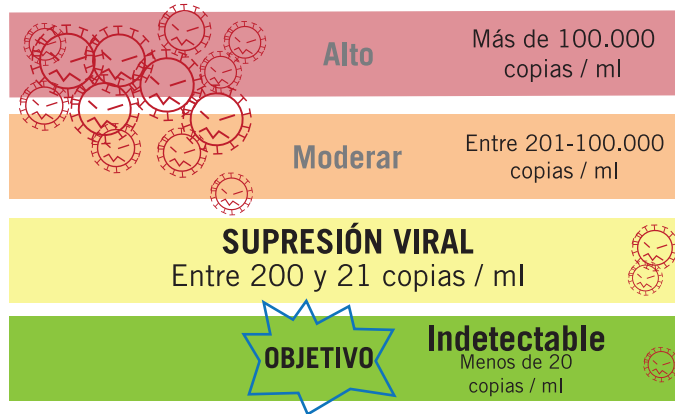 Alto
Más de 100.000
copias / ml
Moderar
Entre 201-100.000
copias / ml
SUPRESIÓN VIRAL
Entre 200 y 21 copias / ml
OBJETIVO
Indetectable
Menos de 20
copias / ml